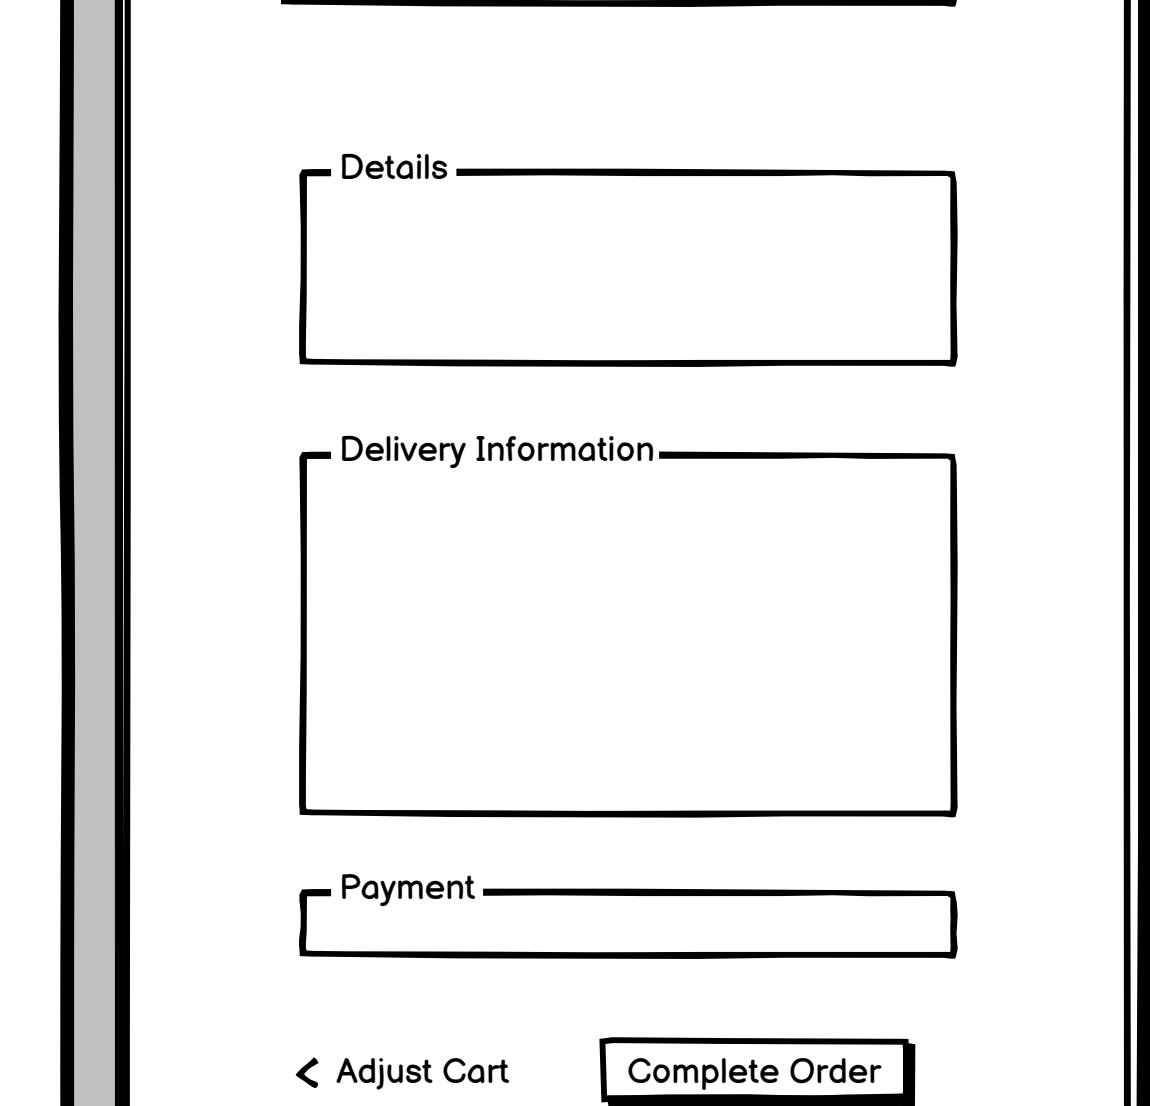 Details
Delivery Information
Payment
Adjust Cart
Complete Order